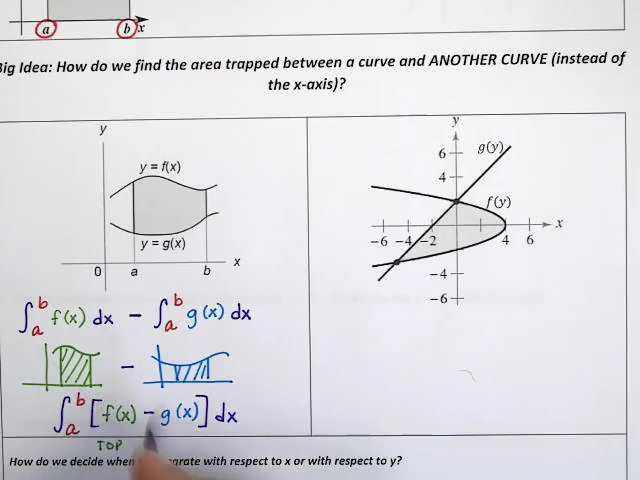 a b x
Big Idea: How do we find the area trapped between a curve and ANOTHER CURVE (instead of
the x-axis)?
y
y = f(x)
y = g(x)
0 a b x
∫ₐᵇ f(x) dx − ∫ₐᵇ g(x) dx
−
∫ₐᵇ [f(x) − g(x)] dx
TOP
y
6 g(y)
4
f(y)
x
-6 -4 -2 4 6
-4
-6
How do we decide when with respect to x or with respect to y?